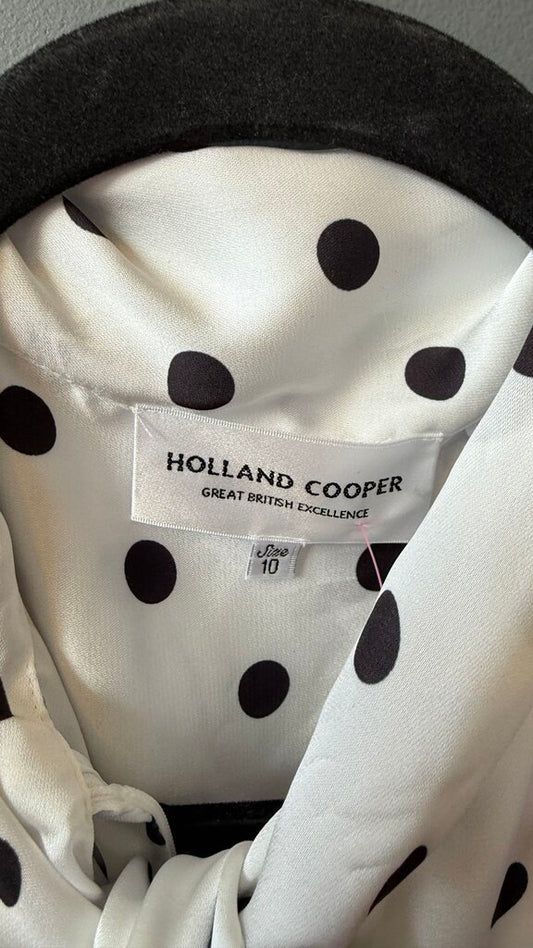 HOLLAND COOPER
GREAT BRITISH EXCELLENCE
Size
10